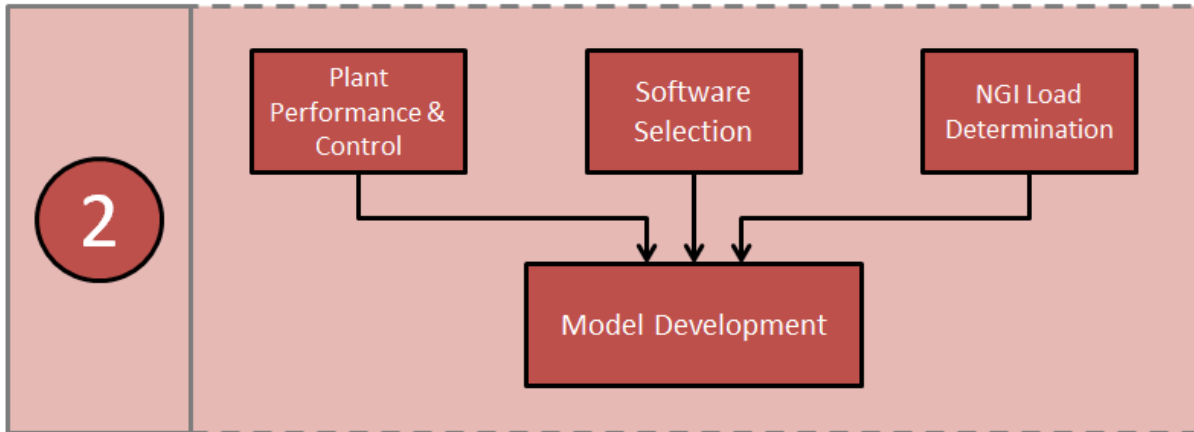 2
Plant
Performance &
Control
Software
Selection
NGI Load
Determination
Model Development